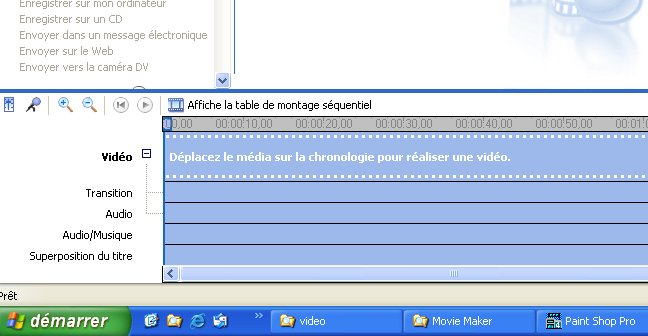 Enregistrer sur mon ordinateur
Enregistrer sur un CD
Envoyer dans un message électronique
Envoyer sur le Web
Envoyer vers la caméra DV
Affiche la table de montage séquentiel
0,00 00:00:10,00 00:00:20,00 00:00:30,00 00:00:40,00 00:00:50,00 00:01:0
Vidéo Déplacez le média sur la chronologie pour réaliser une vidéo.
Transition
Audio
Audio/Musique
Superposition du titre
Prêt
démarrer video Movie Maker Paint Shop Pro